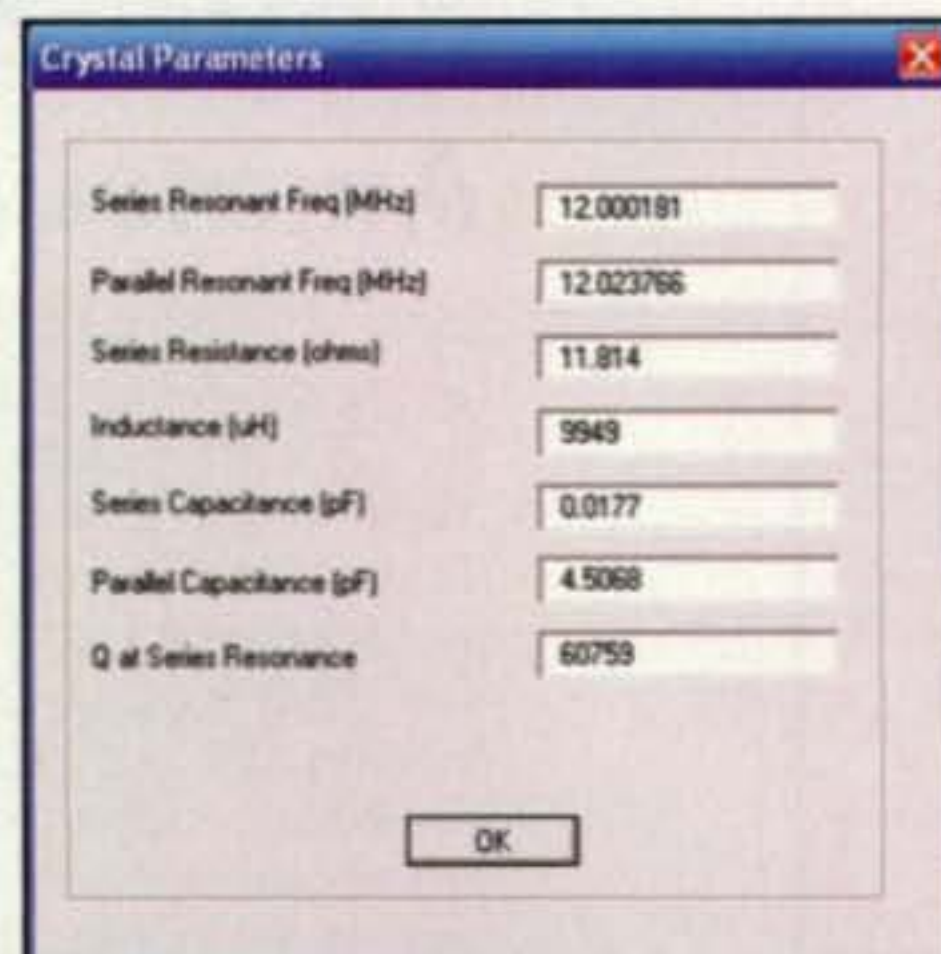 Crystal Parameters
Series Resonant Freq (MHz) 12.000181
Parallel Resonant Freq (MHz) 12.023766
Series Resistance (ohms) 11.814
Inductance (uH) 9949
Series Capacitance (pF) 0.0177
Parallel Capacitance (pF) 4.5068
Q at Series Resonance 60759
OK